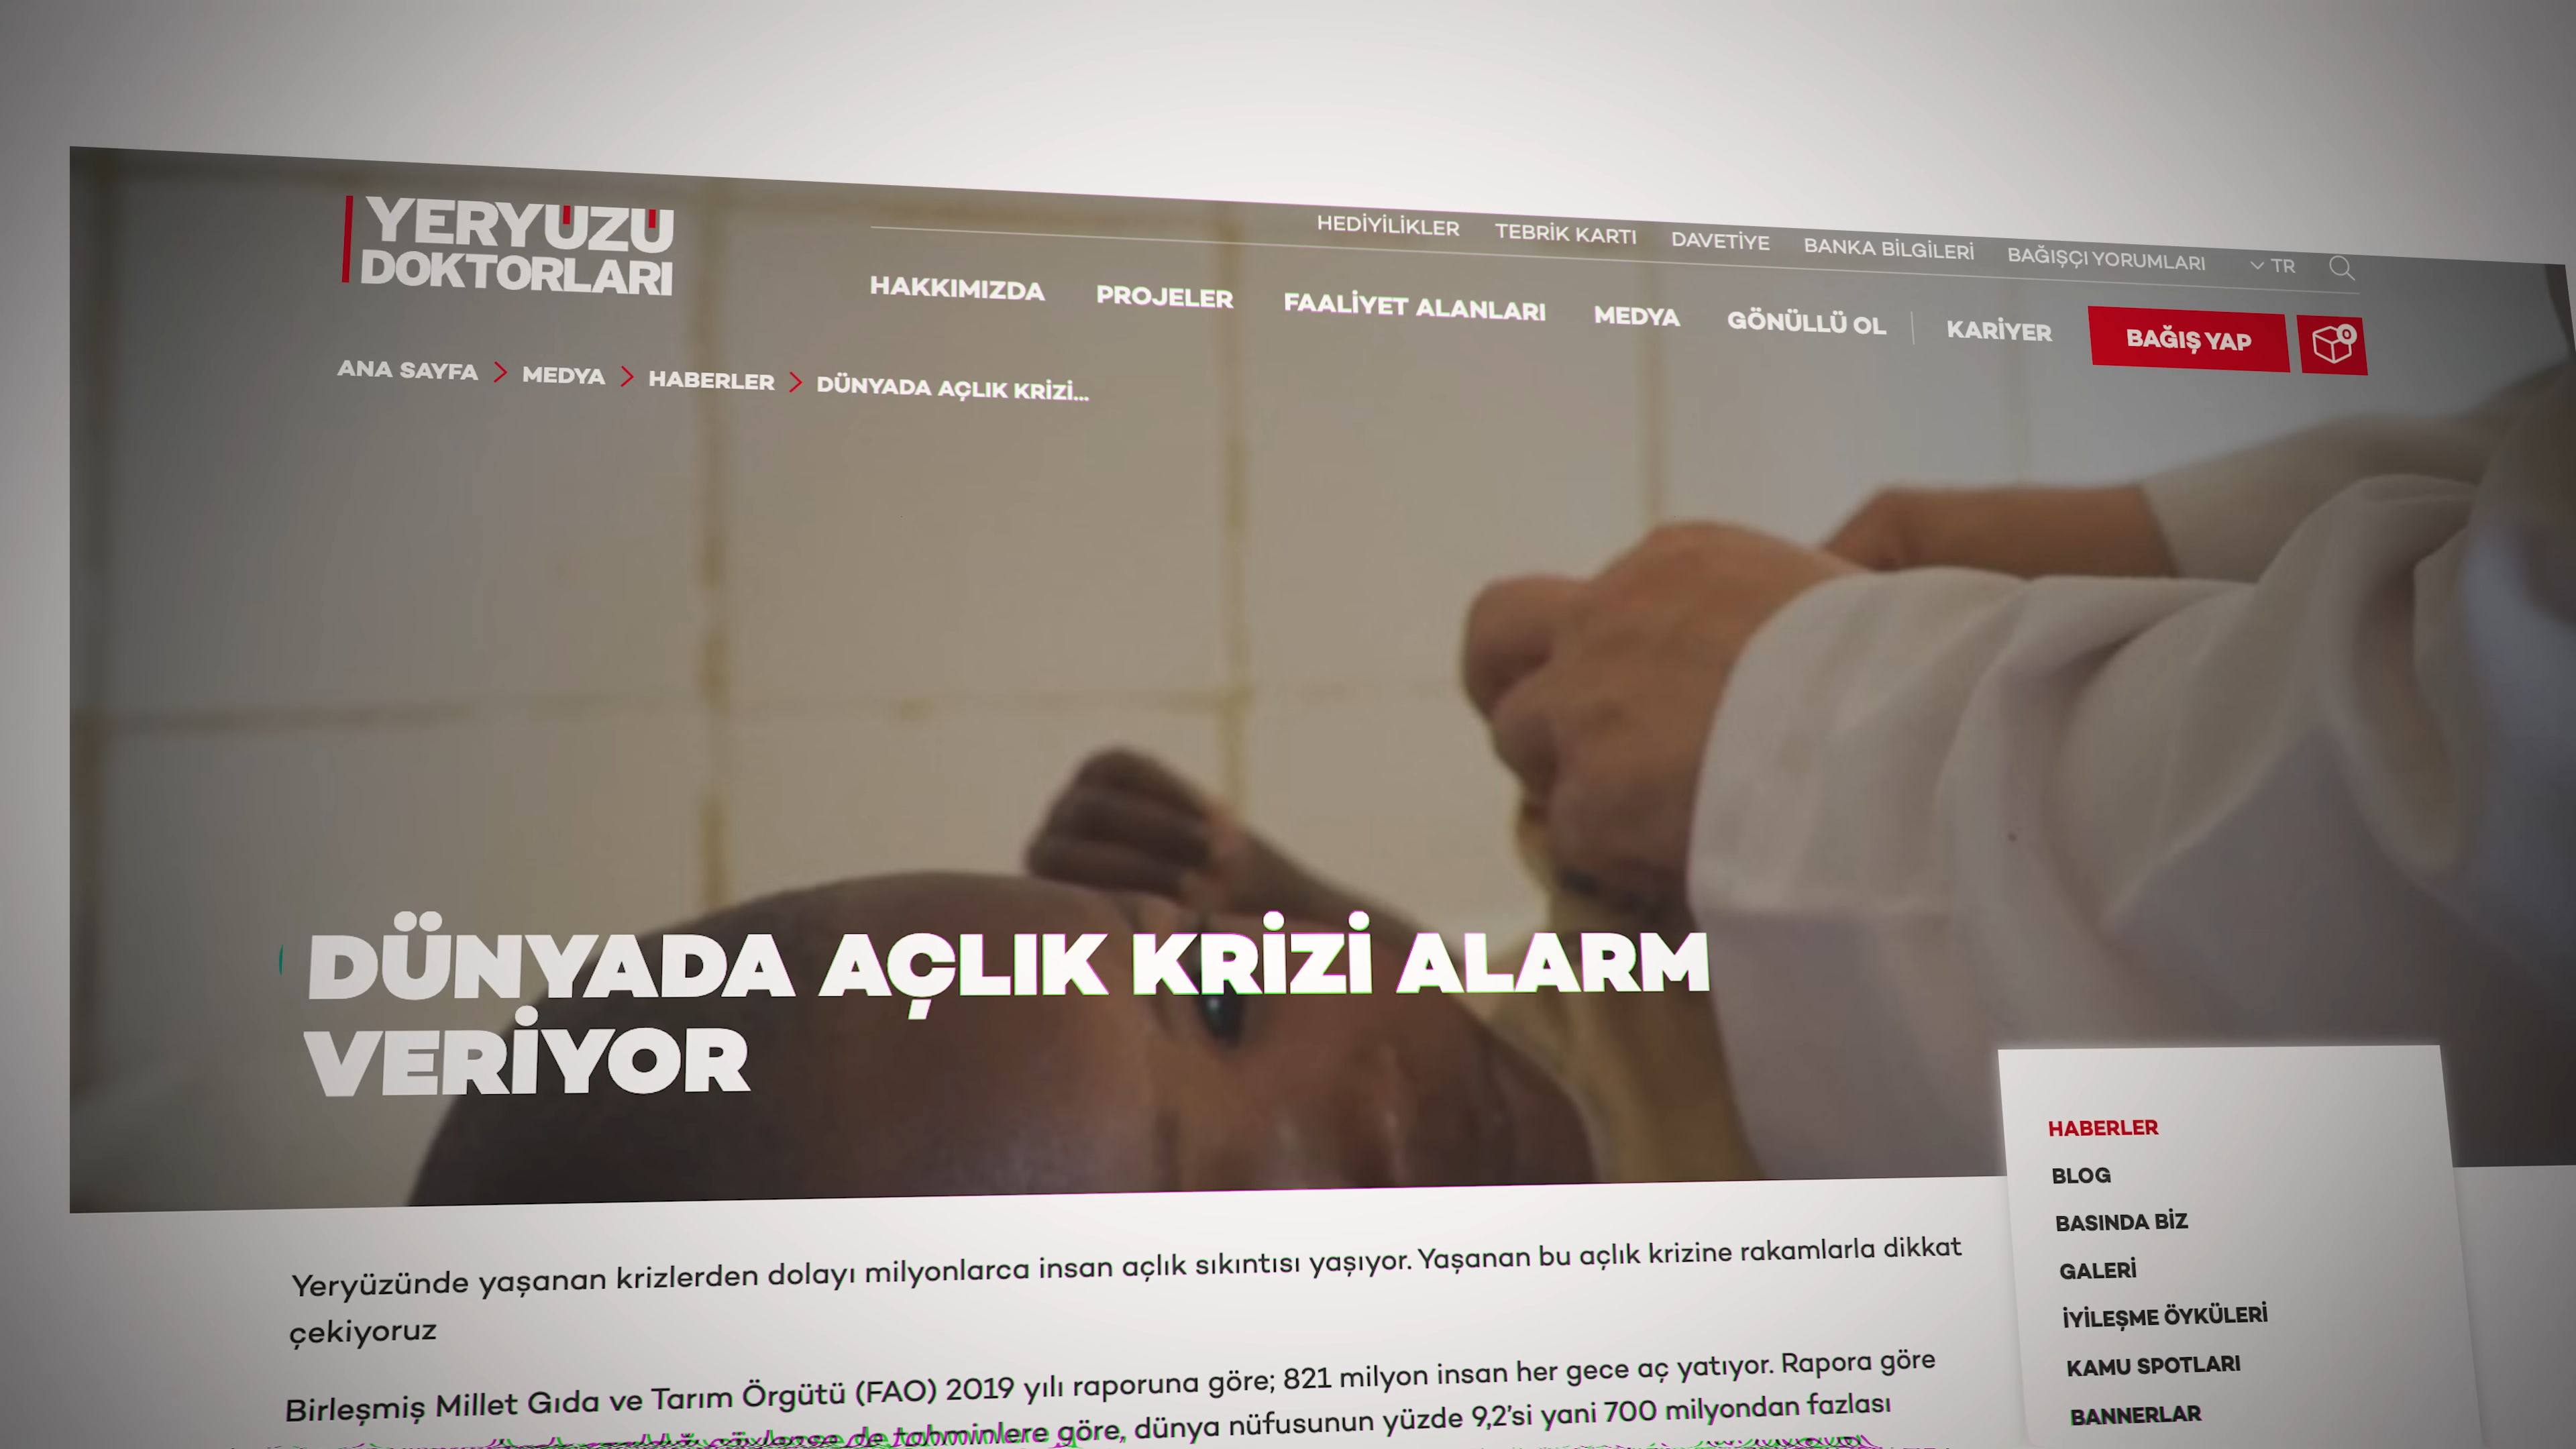 YERYÜZÜ
DOKTORLARI
HEDİYİLİKLER TEBRİK KARTI DAVETİYE BANKA BİLGİLERİ BAĞIŞÇI YORUMLARI TR
HAKKIMIZDA PROJELER FAALİYET ALANLARI MEDYA GÖNÜLLÜ OL KARİYER BAĞIŞ YAP 0
ANA SAYFA > MEDYA > HABERLER > DÜNYADA AÇLIK KRİZİ...
DÜNYADA AÇLIK KRİZİ ALARM
VERİYOR
Yeryüzünde yaşanan krizlerden dolayı milyonlarca insan açlık sıkıntısı yaşıyor. Yaşanan bu açlık krizine rakamlarla dikkat
çekiyoruz
Birleşmiş Millet Gıda ve Tarım Örgütü (FAO) 2019 yılı raporuna göre; 821 milyon insan her gece aç yatıyor. Rapora göre
de tahminlere göre, dünya nüfusunun yüzde 9,2'si yani 700 milyondan fazlası
HABERLER
BLOG
BASINDA BİZ
GALERİ
İYİLEŞME ÖYKÜLERİ
KAMU SPOTLARI
BANNERLAR